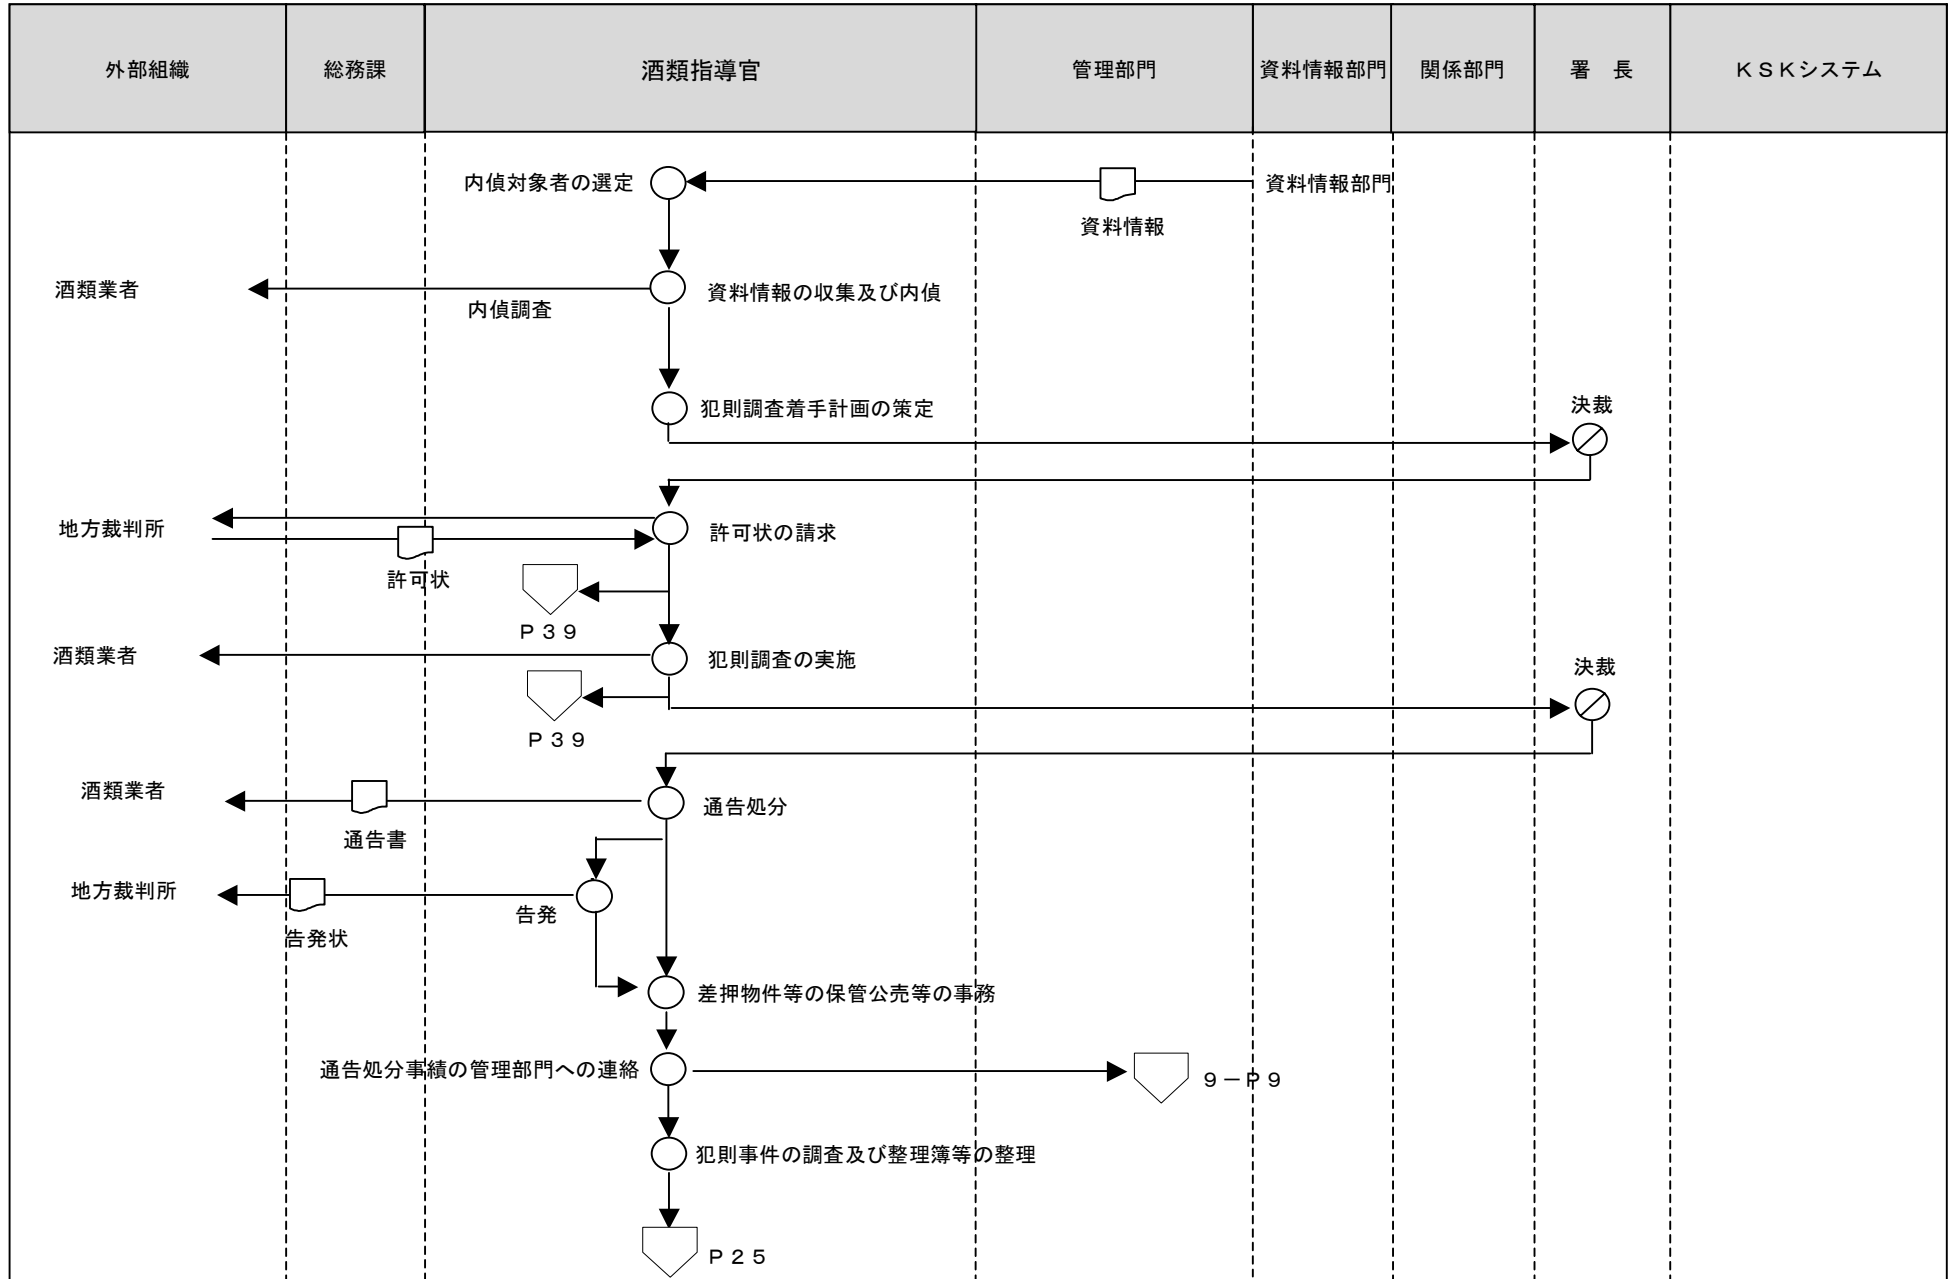 外部組織
総務課
酒類指導官
管理部門
資料情報部門
関係部門
署　長
ＫＳＫシステム
内偵対象者の選定
資料情報部門
資料情報
酒類業者
内偵調査
資料情報の収集及び内偵
犯則調査着手計画の策定
決裁
地方裁判所
許可状の請求
許可状
Ｐ３９
酒類業者
犯則調査の実施
決裁
Ｐ３９
酒類業者
通告処分
通告書
地方裁判所
告発
告発状
差押物件等の保管公売等の事務
通告処分事績の管理部門への連絡
９－Ｐ９
犯則事件の調査及び整理簿等の整理
Ｐ２５